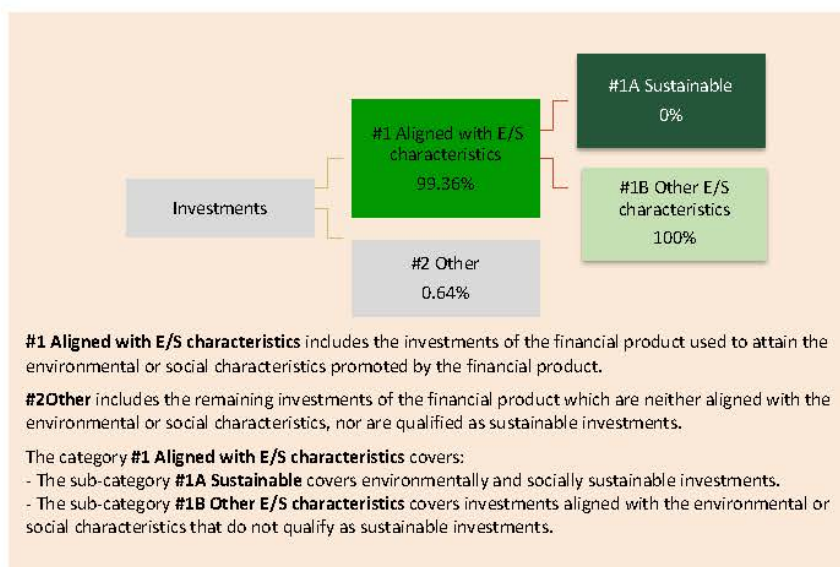 #1A Sustainable
0%
#1 Aligned with E/S
characteristics
99.36%
#1B Other E/S
characteristics
100%
Investments
#2 Other
0.64%
#1 Aligned with E/S characteristics includes the investments of the financial product used to attain the
environmental or social characteristics promoted by the financial product.
#2Other includes the remaining investments of the financial product which are neither aligned with the
environmental or social characteristics, nor are qualified as sustainable investments.
The category #1 Aligned with E/S characteristics covers:
- The sub-category #1A Sustainable covers environmentally and socially sustainable investments.
- The sub-category #1B Other E/S characteristics covers investments aligned with the environmental or
social characteristics that do not qualify as sustainable investments.